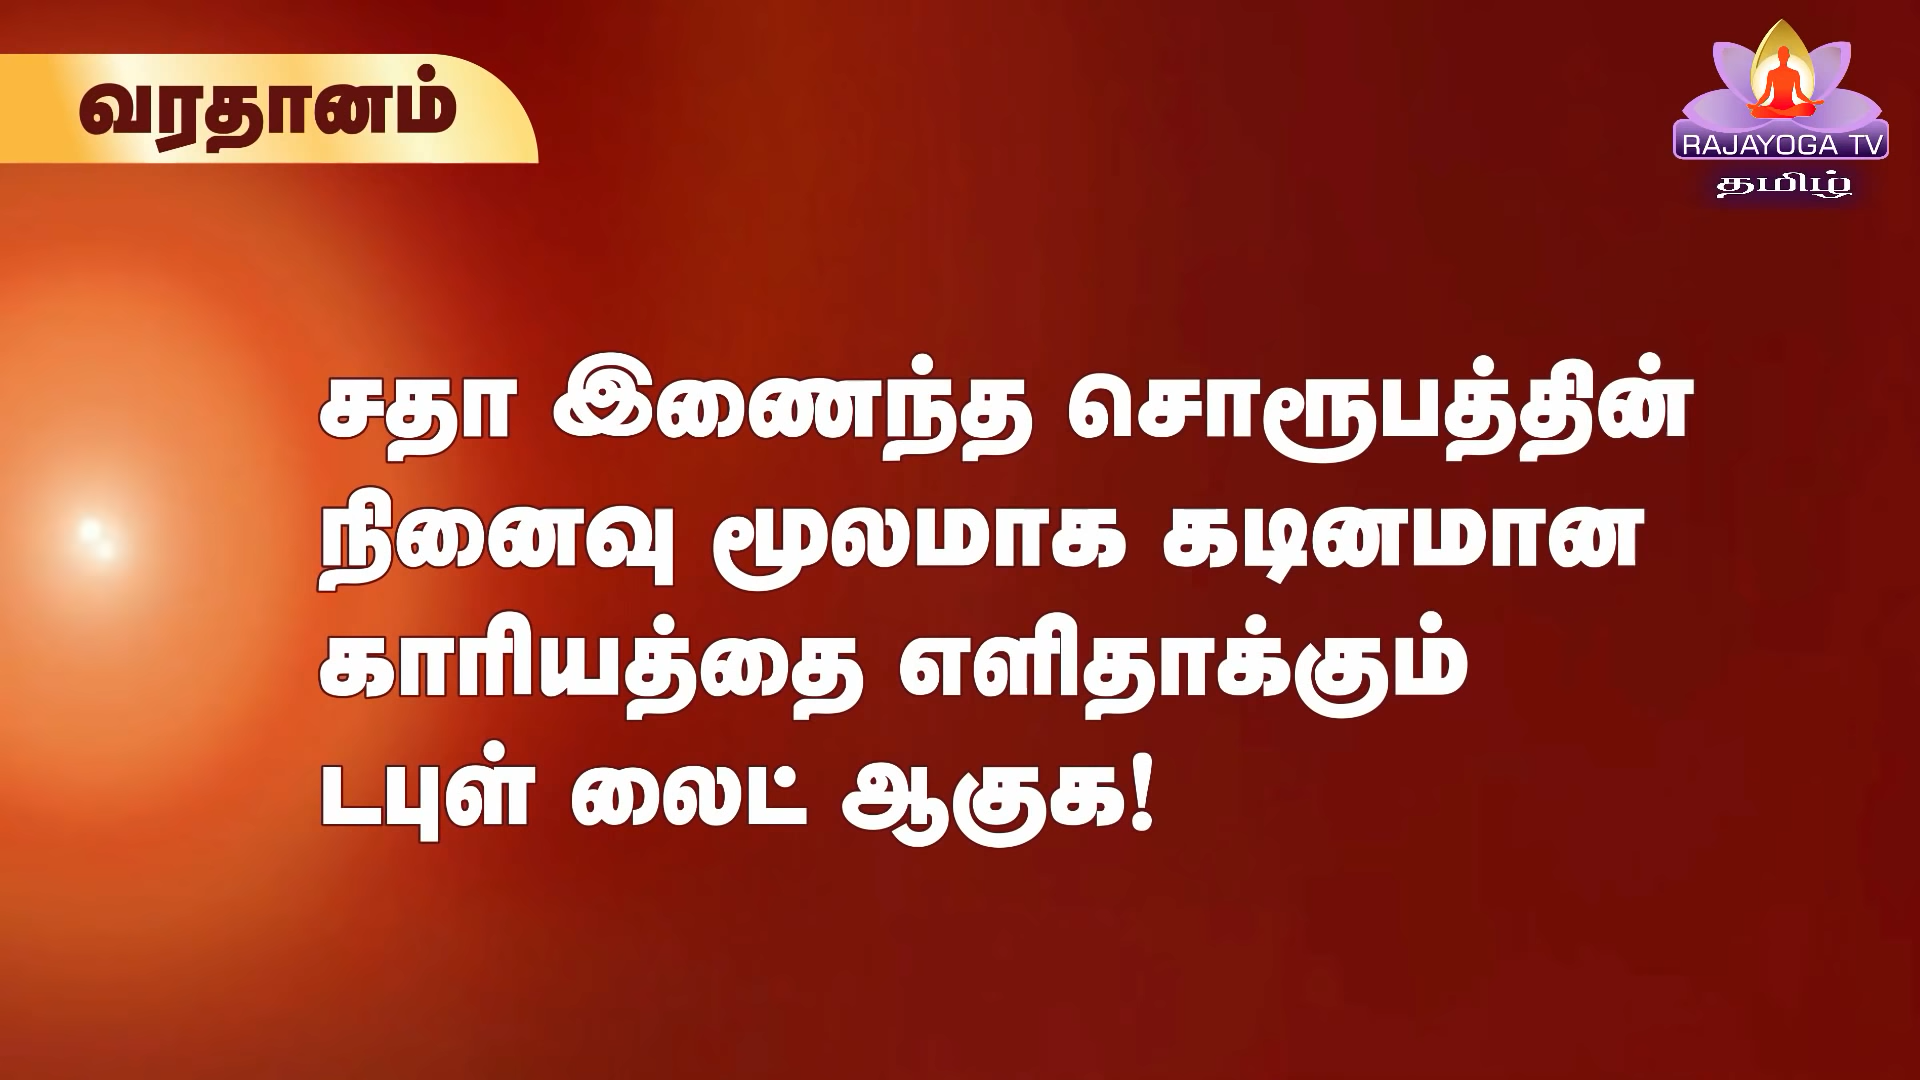 வரதானம்
RAJAYOGA TV
தமிழ்
சதா இணைந்த சொரூபத்தின்
நினைவு மூலமாக கடினமான
காரியத்தை எளிதாக்கும்
டபுள் லைட் ஆகுக!